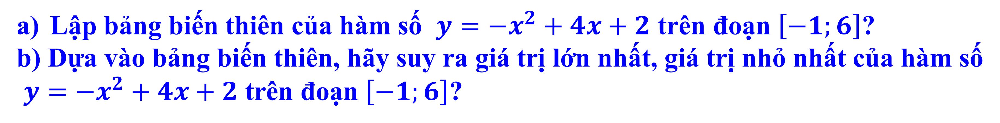 a) Lập bảng biến thiên của hàm số y = −x² + 4x + 2 trên đoạn [−1; 6]?
b) Dựa vào bảng biến thiên, hãy suy ra giá trị lớn nhất, giá trị nhỏ nhất của hàm số
y = −x² + 4x + 2 trên đoạn [−1; 6]?